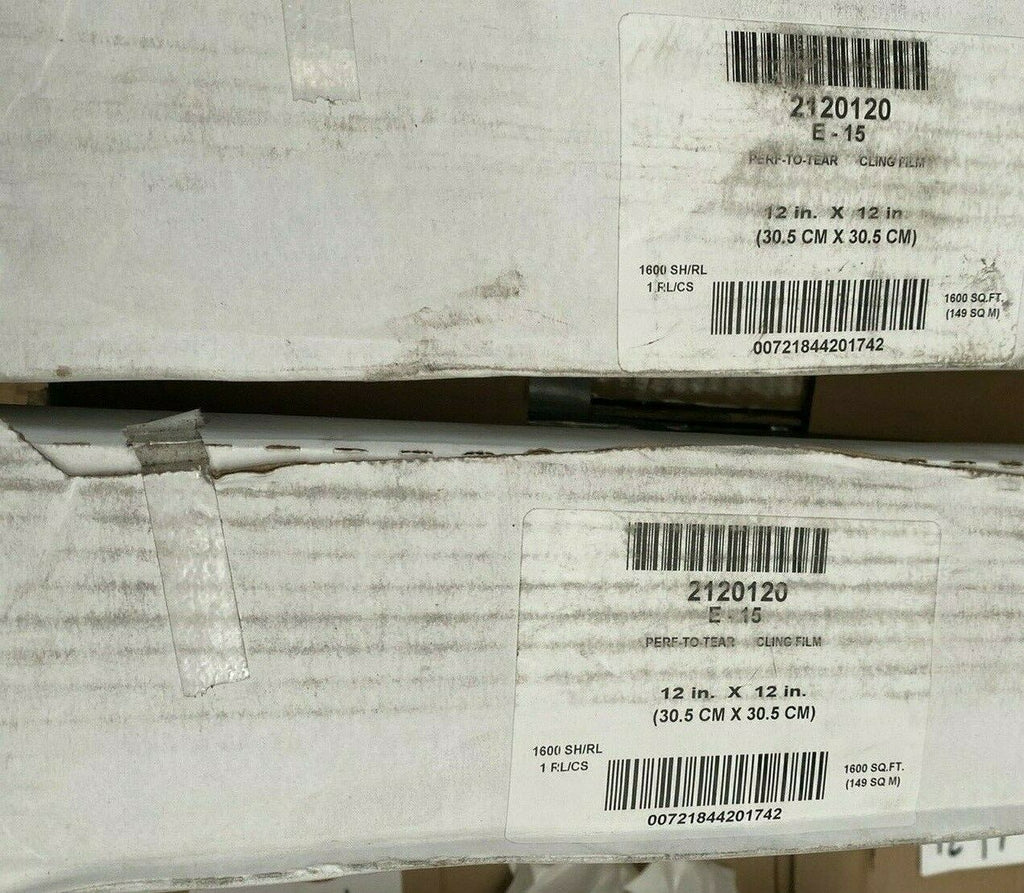 2120120
E - 15
PERF-TO-TEAR CLING FILM
12 in. X 12 in.
(30.5 CM X 30.5 CM)
1600 SH/RL
1 RL/CS
1600 SQ.FT.
(149 SQ M)
00721844201742
2120120
E - 15
PERF-TO-TEAR CLING FILM
12 in. X 12 in.
(30.5 CM X 30.5 CM)
1600 SH/RL
1 RL/CS
1600 SQ.FT.
(149 SQ M)
00721844201742